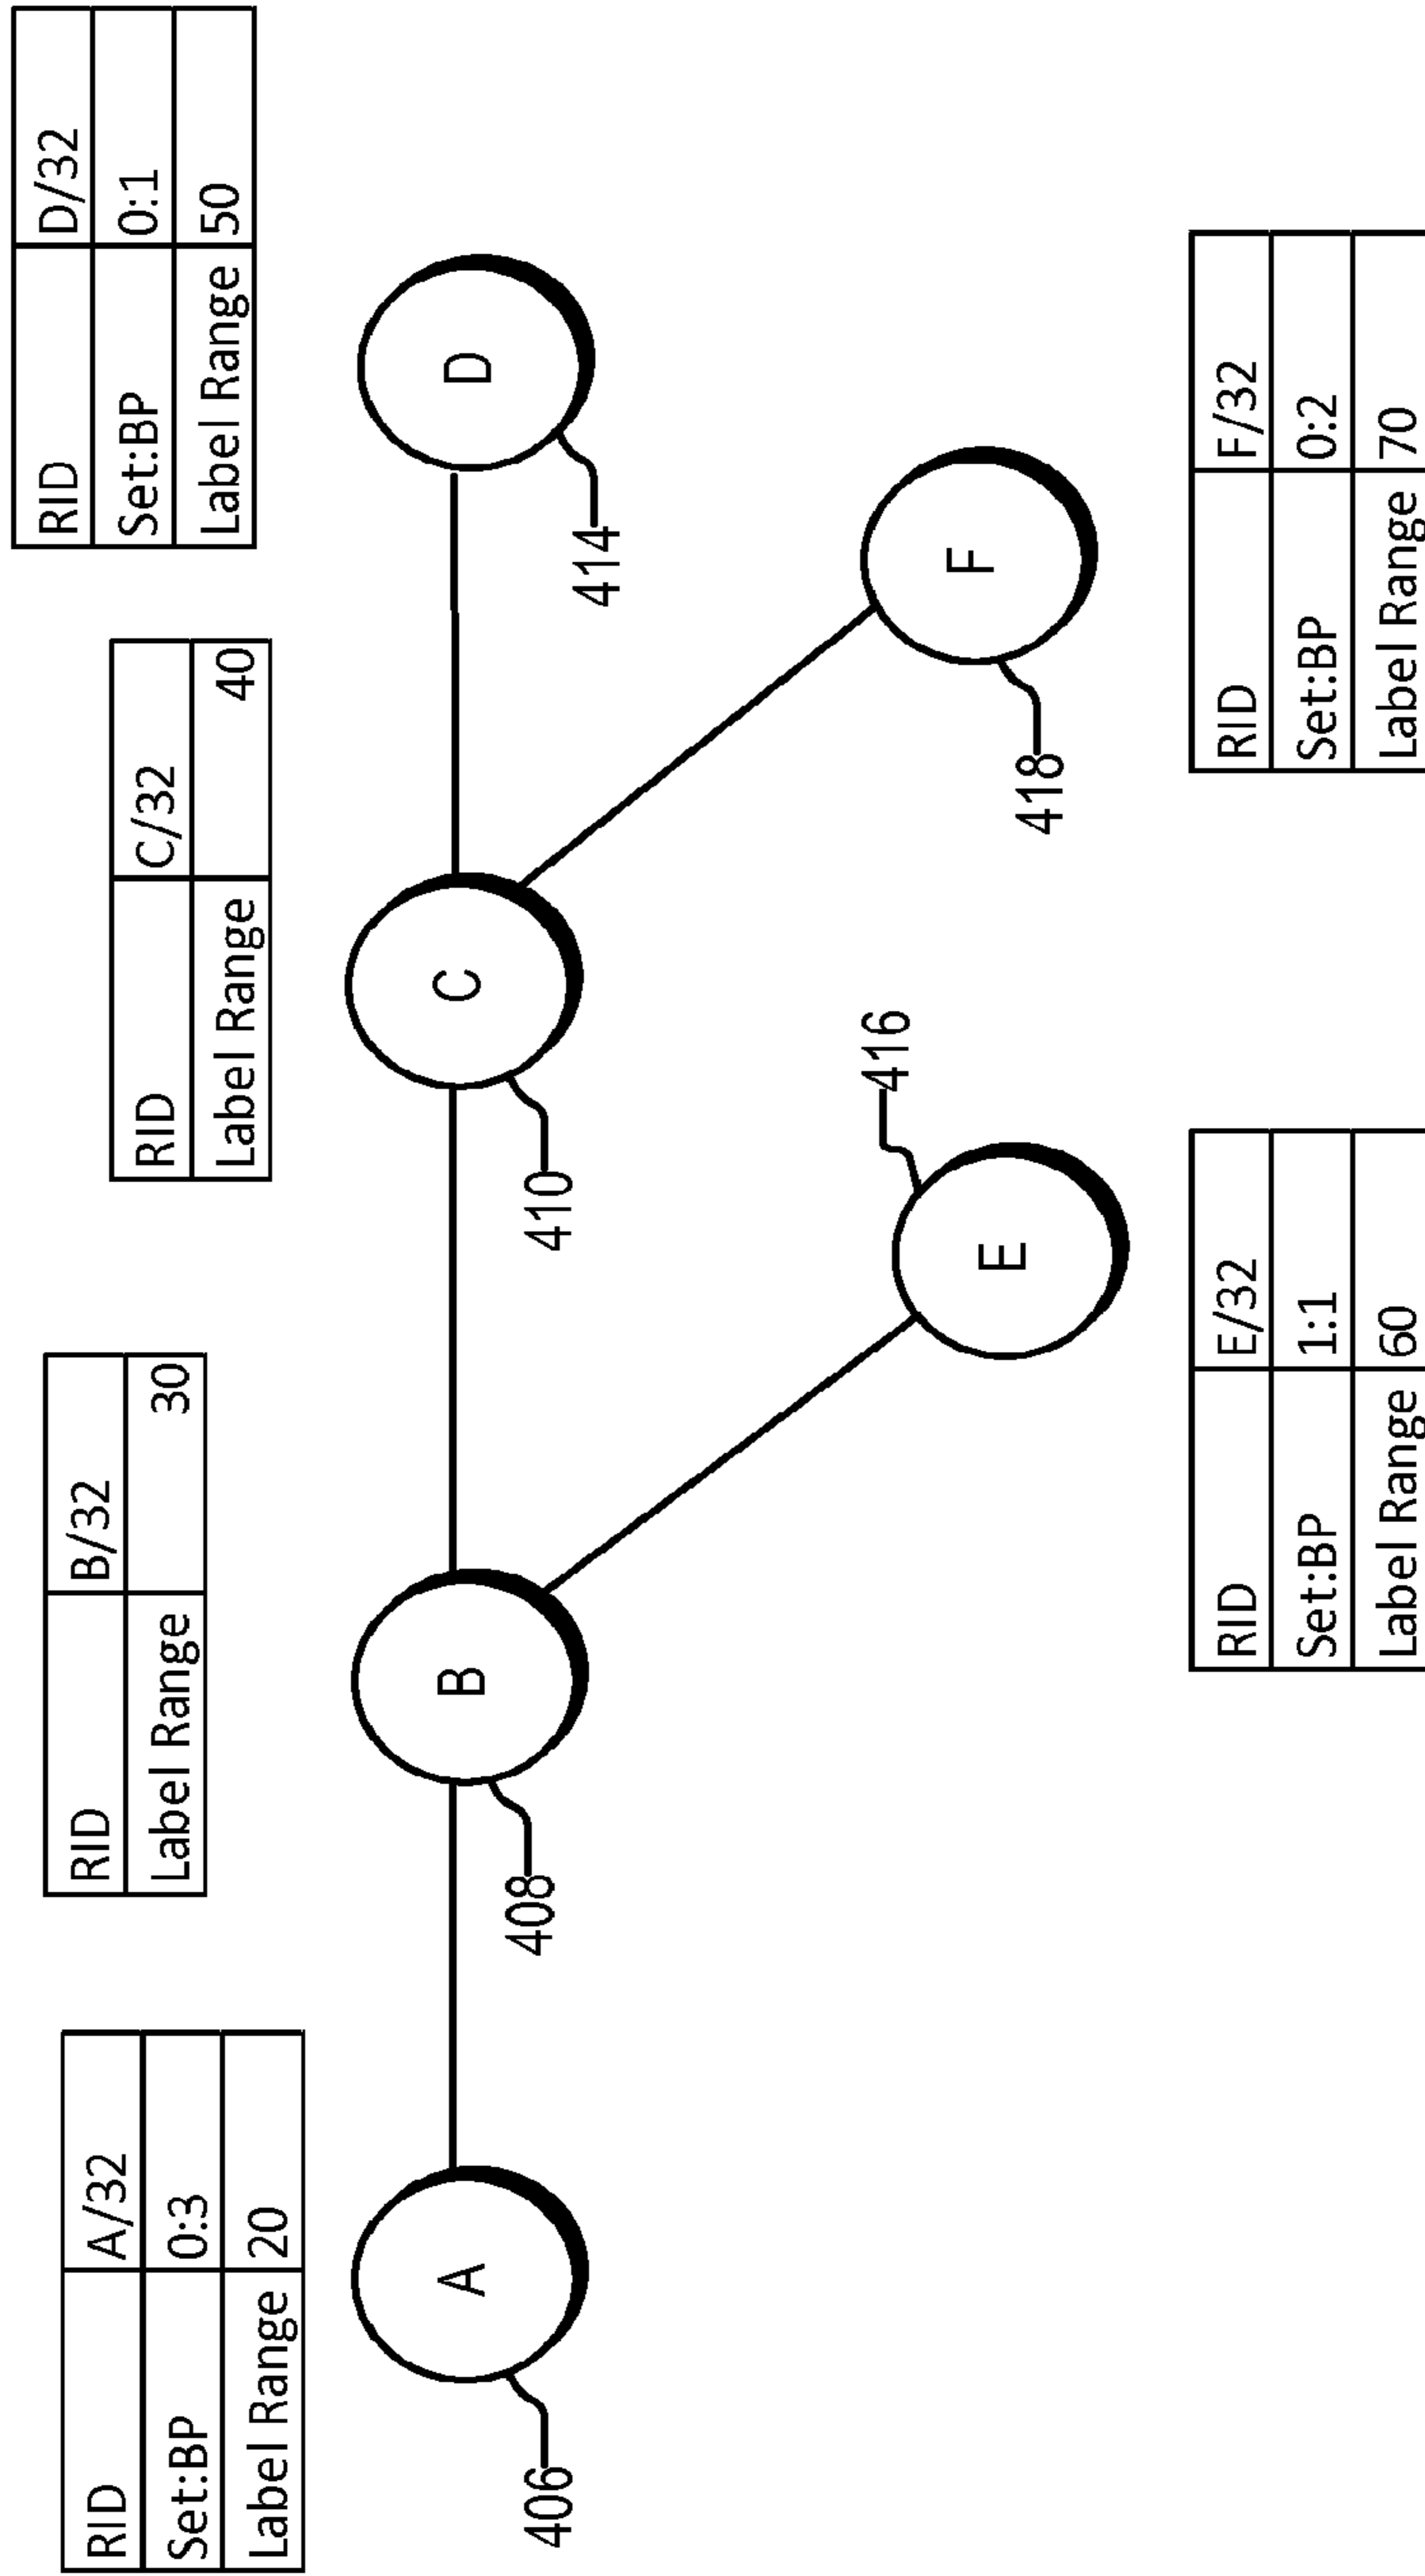 RID A/32
Set:BP 0:3
Label Range 20
RID B/32
Label Range 30
RID C/32
Label Range 40
RID D/32
Set:BP 0:1
Label Range 50
A
B
C
D
406
408
410
414
E
F
416
418
RID E/32
Set:BP 1:1
Label Range 60
RID F/32
Set:BP 0:2
Label Range 70